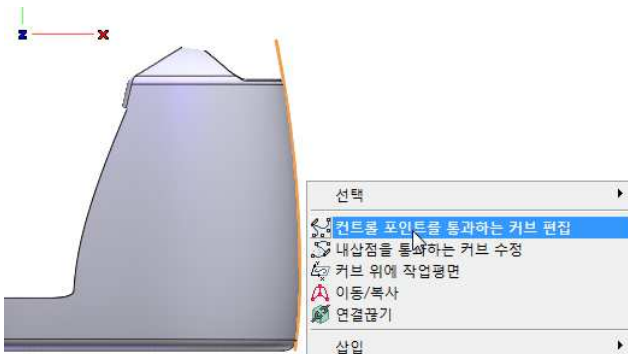 z x
선택
컨트롤 포인트를 통과하는 커브 편집
내삽점을 통과하는 커브 수정
커브 위에 작업평면
이동/복사
연결끊기
삽입